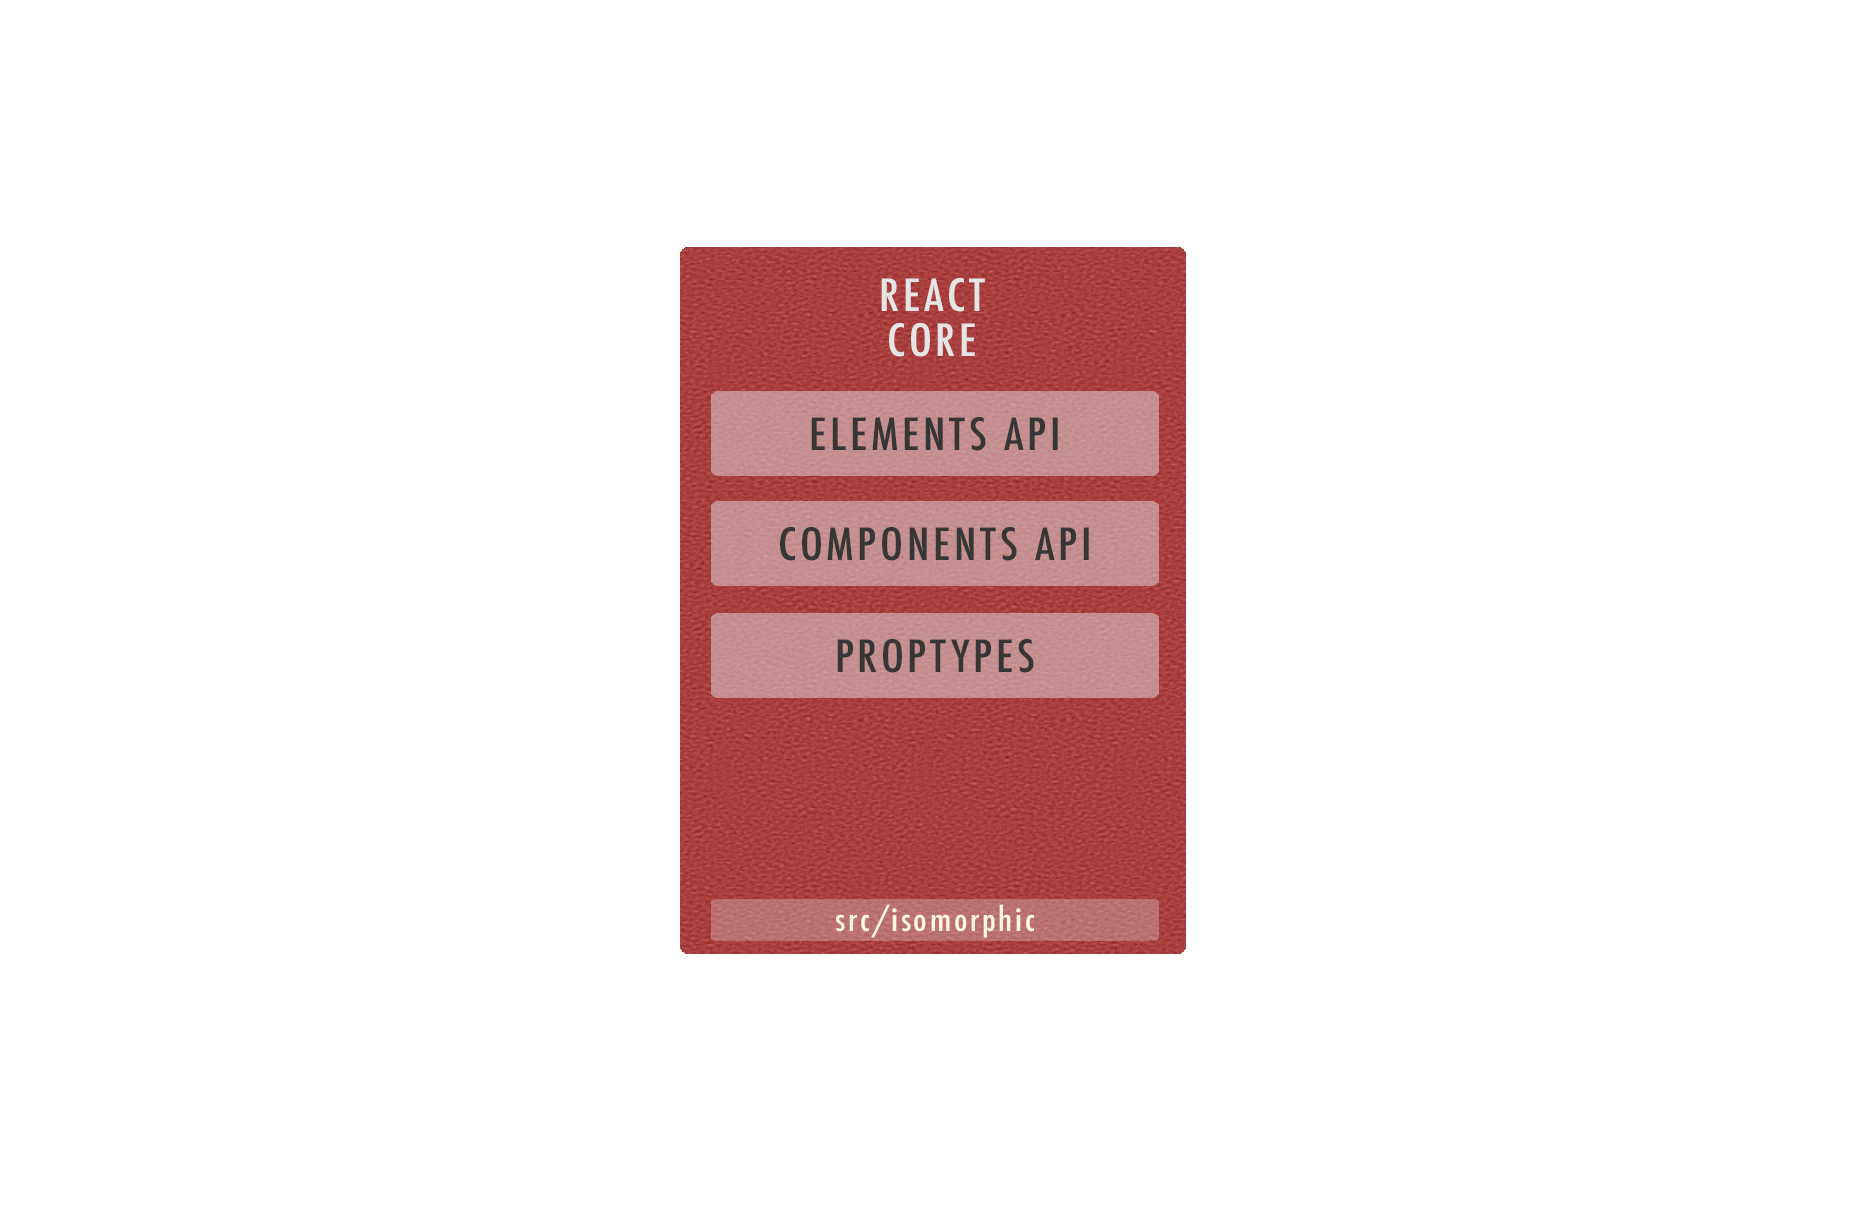 REACT
CORE
ELEMENTS API
COMPONENTS API
PROPTYPES
src/isomorphic